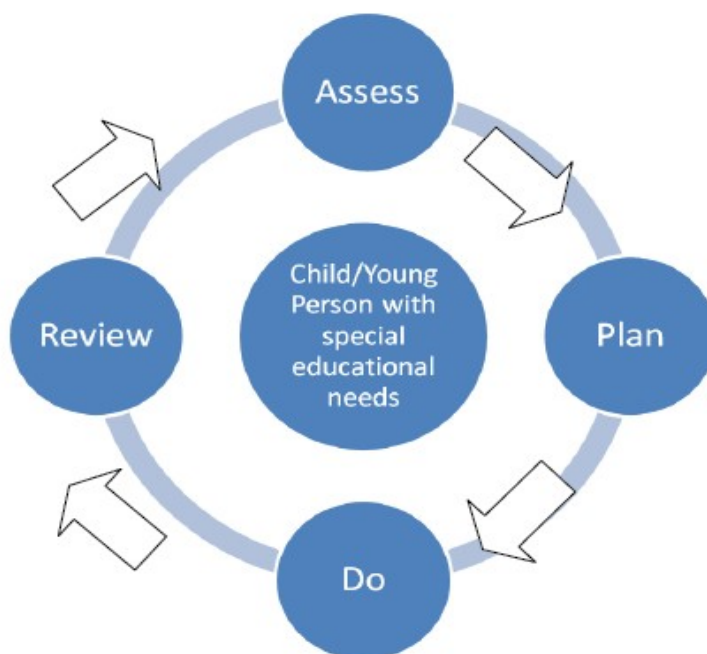 Assess
Child/Young
Person with
special
educational
needs
Review
Plan
Do